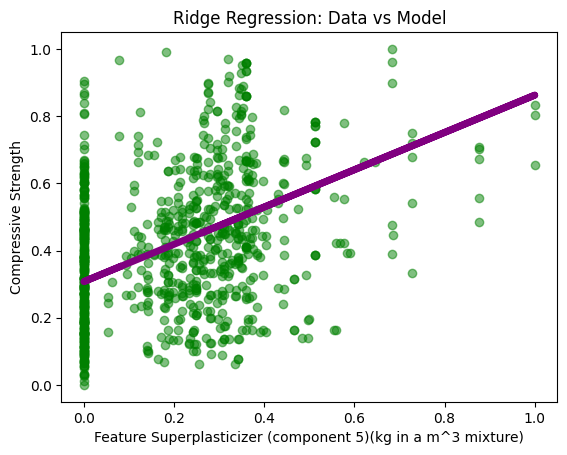 Ridge Regression: Data vs Model
Compressive Strength
1.0
0.8
0.6
0.4
0.2
0.0
0.0 0.2 0.4 0.6 0.8 1.0
Feature Superplasticizer (component 5)(kg in a m^3 mixture)